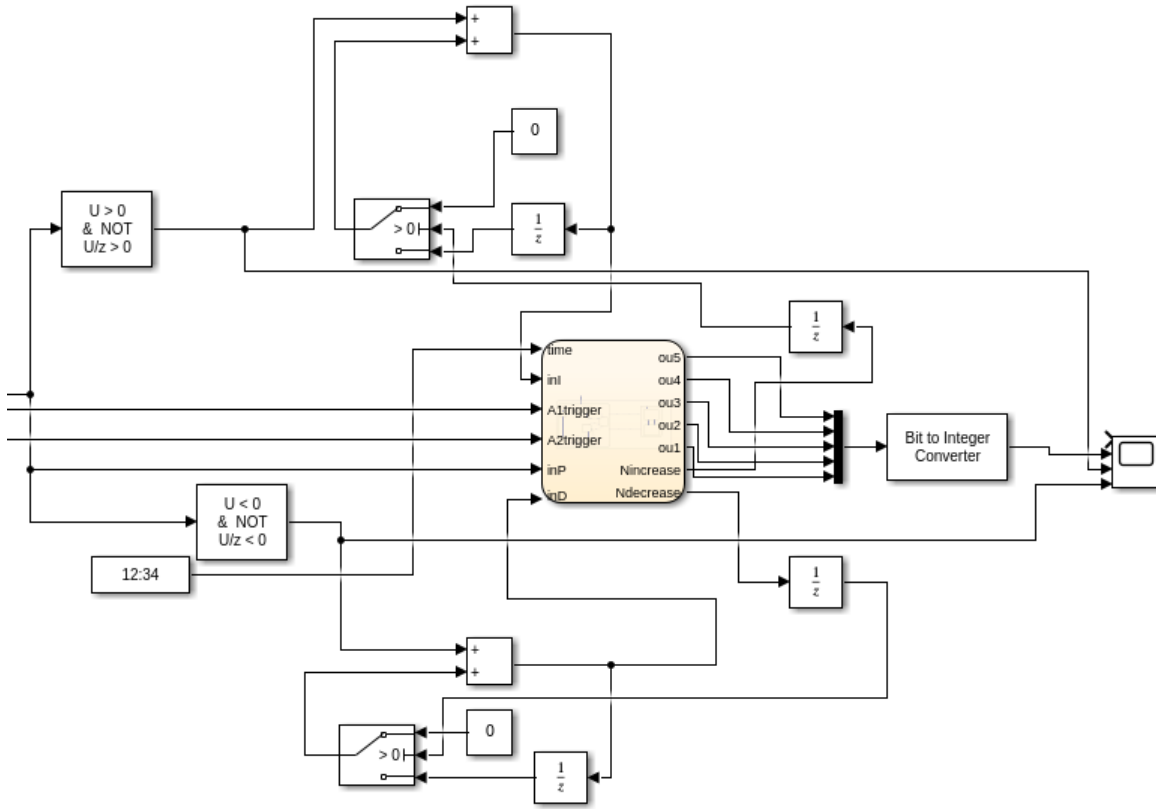 +
+
0
U > 0
& NOT
U/z > 0
> 0
1
z
1
z
time
inI
A1trigger
A2trigger
inP
inD
ou5
ou4
ou3
ou2
ou1
Nincrease
Ndecrease
Bit to Integer
Converter
U < 0
& NOT
U/z < 0
12:34
1
z
+
+
> 0
0
1
z